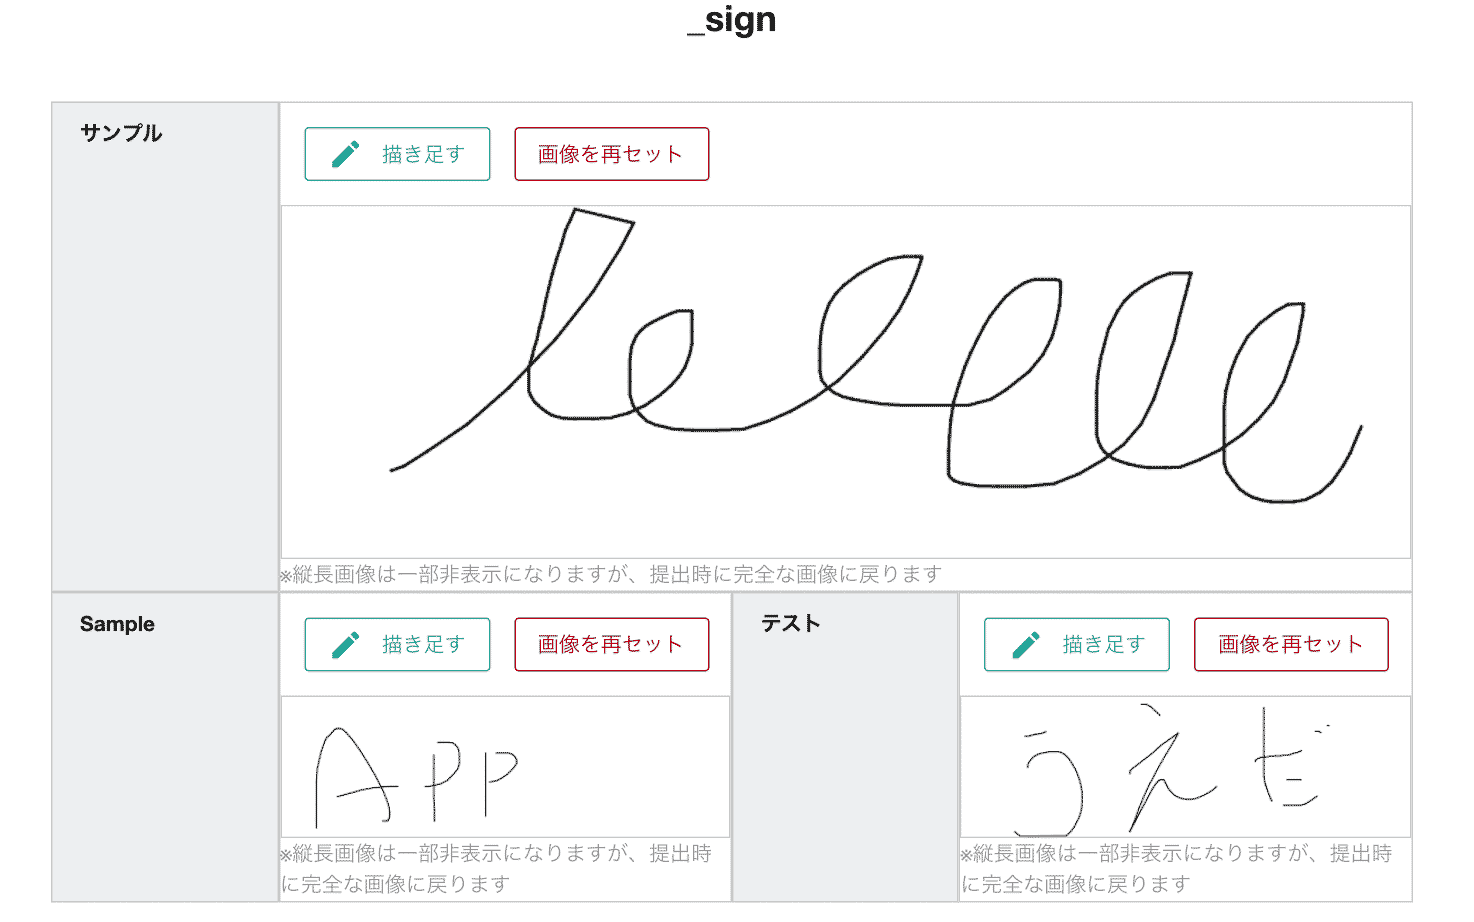 _sign
サンプル
描き足す 画像を再セット
※縦長画像は一部非表示になりますが、提出時に完全な画像に戻ります
Sample
描き足す 画像を再セット
APP
※縦長画像は一部非表示になりますが、提出時
に完全な画像に戻ります
テスト
描き足す 画像を再セット
うえだ
※縦長画像は一部非表示になりますが、提出時
に完全な画像に戻ります